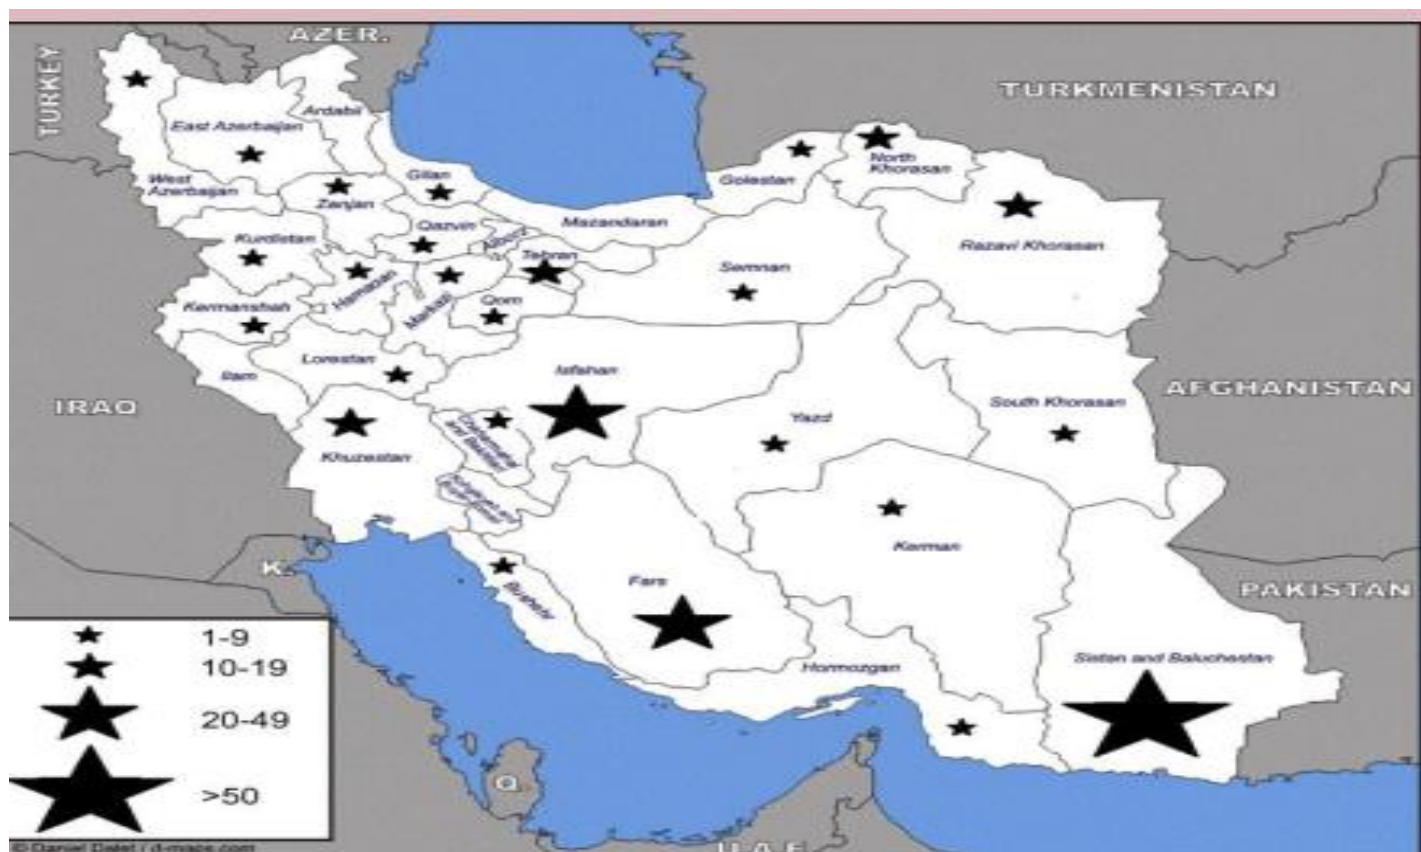 AZER.
TURKEY
TURKMENISTAN
Ardabil
East Azerbaijan
West
Azerbaijan
Gilan
Zanjan
Golestan
North
Khorasan
Mazandaran
Qazvin
Alborz
Kurdistan
Tehran
Razavi Khorasan
Semnan
Hamadan
Markazi
Qom
Kermanshah
Lorestan
Ilam
Isfahan
AFGHANISTAN
IRAQ
South Khorasan
Yazd
Khuzestan
Kerman
K.
Fars
Bushehr
PAKISTAN
Hormozgan
Sistan and Baluchestan
1-9
10-19
20-49
>50
Q.
U.A.E
© Daniel Dalet / d-maps.com